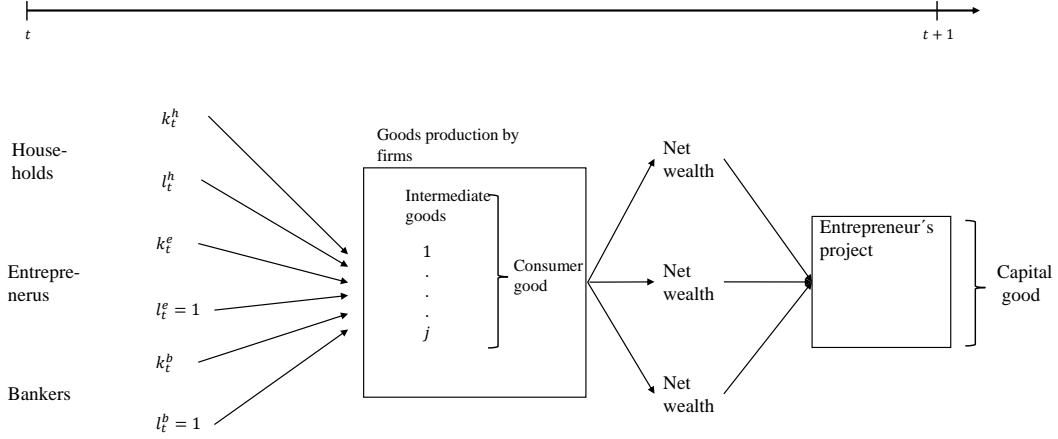 t
t + 1
House-
holds
k_t^h
l_t^h
Entrepre-
nerus
k_t^e
l_t^e = 1
Bankers
k_t^b
l_t^b = 1
Goods production by
firms
Intermediate
goods
1
.
.
.
j
Consumer
good
Net
wealth
Net
wealth
Net
wealth
Entrepreneur´s
project
Capital
good